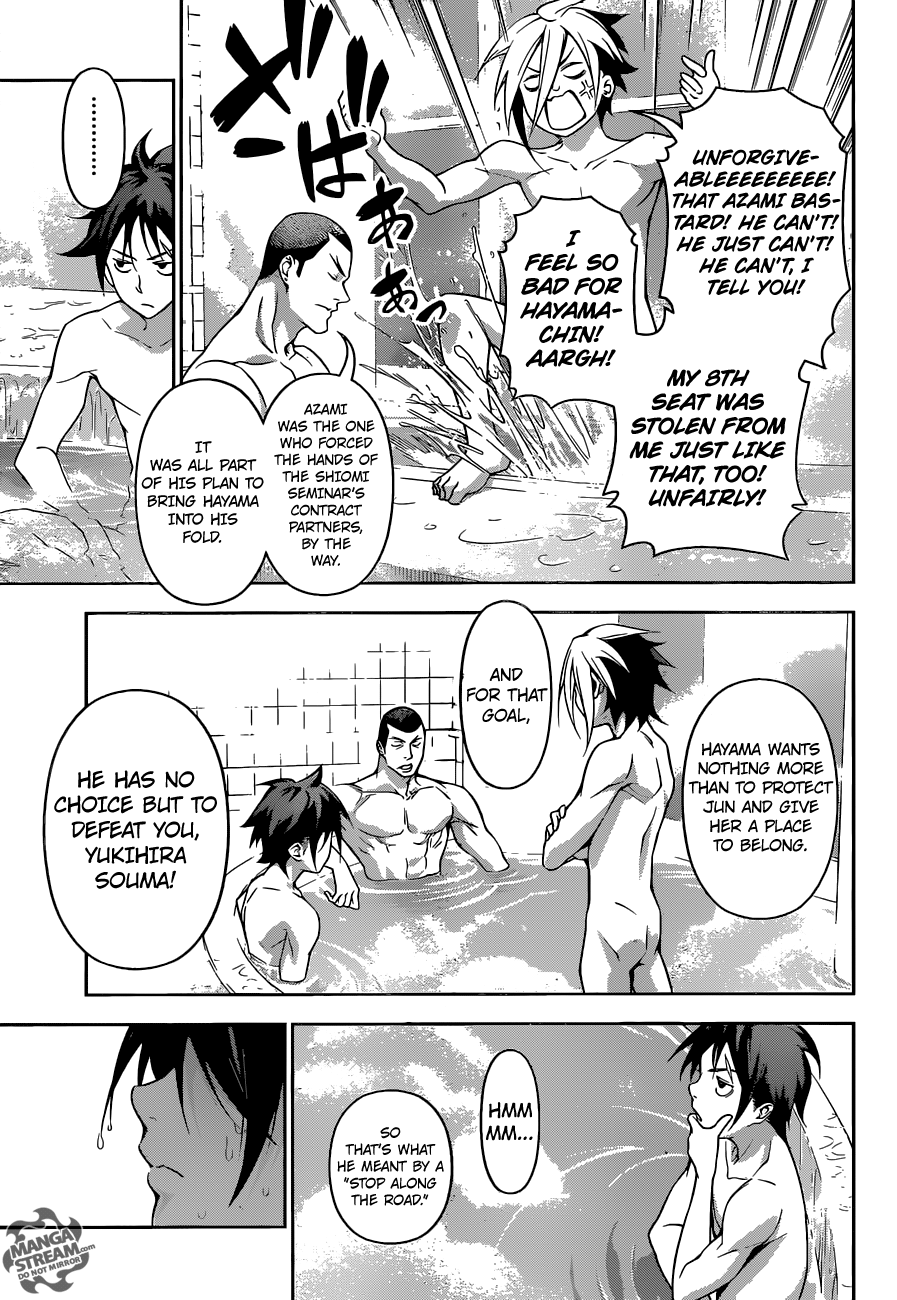 UNFORGIVE-
ABLEEEEEEEEE!
THAT AZAMI BAS-
TARD! HE CAN'T!
HE JUST CAN'T!
HE CAN'T, I
TELL YOU!
I
FEEL SO
BAD FOR
HAYAMA-
CHIN!
AARGH!
MY 8TH
SEAT WAS
STOLEN FROM
ME JUST LIKE
THAT, TOO!
UNFAIRLY!
ざばああっ
AZAMI
WAS THE ONE
WHO FORCED
THE HANDS OF
THE SHIOMI
SEMINAR'S
CONTRACT
PARTNERS,
BY THE
WAY.
IT
WAS ALL PART
OF HIS PLAN TO
BRING HAYAMA
INTO HIS
FOLD.
.........
HAYAMA WANTS
NOTHING MORE
THAN TO PROTECT
JUN AND GIVE
HER A PLACE
TO BELONG.
AND
FOR THAT
GOAL,
HE HAS NO
CHOICE BUT TO
DEFEAT YOU,
YUKIHIRA
SOUMA!
HMM
MM...
SO
THAT'S WHAT
HE MEANT BY A
"STOP ALONG
THE ROAD."
MANGA
STREAM.com
DO NOT MIRROR!